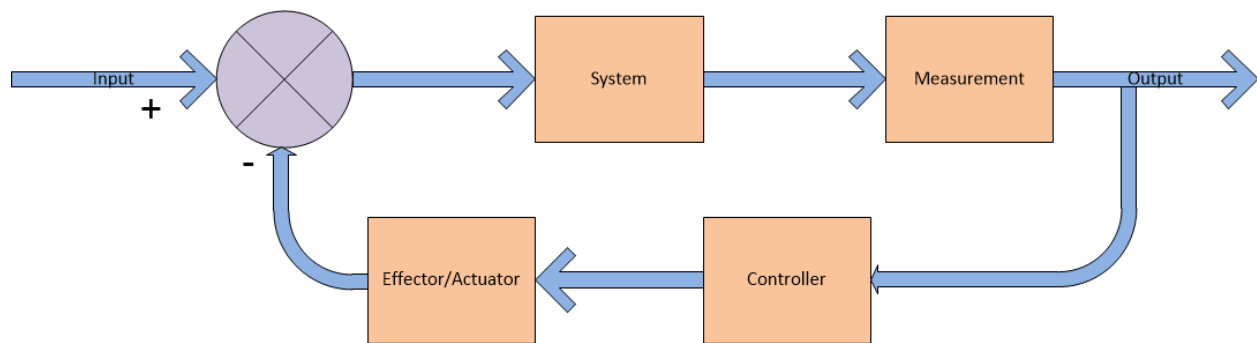 Input
System
Measurement
Output
+
-
Effector/Actuator
Controller